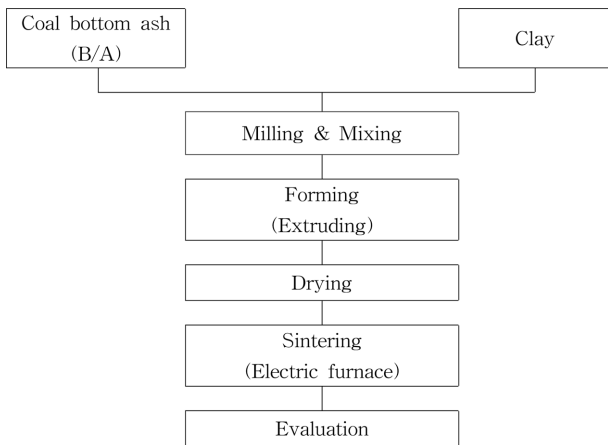 Coal bottom ash
(B/A)
Clay
Milling & Mixing
Forming
(Extruding)
Drying
Sintering
(Electric furnace)
Evaluation